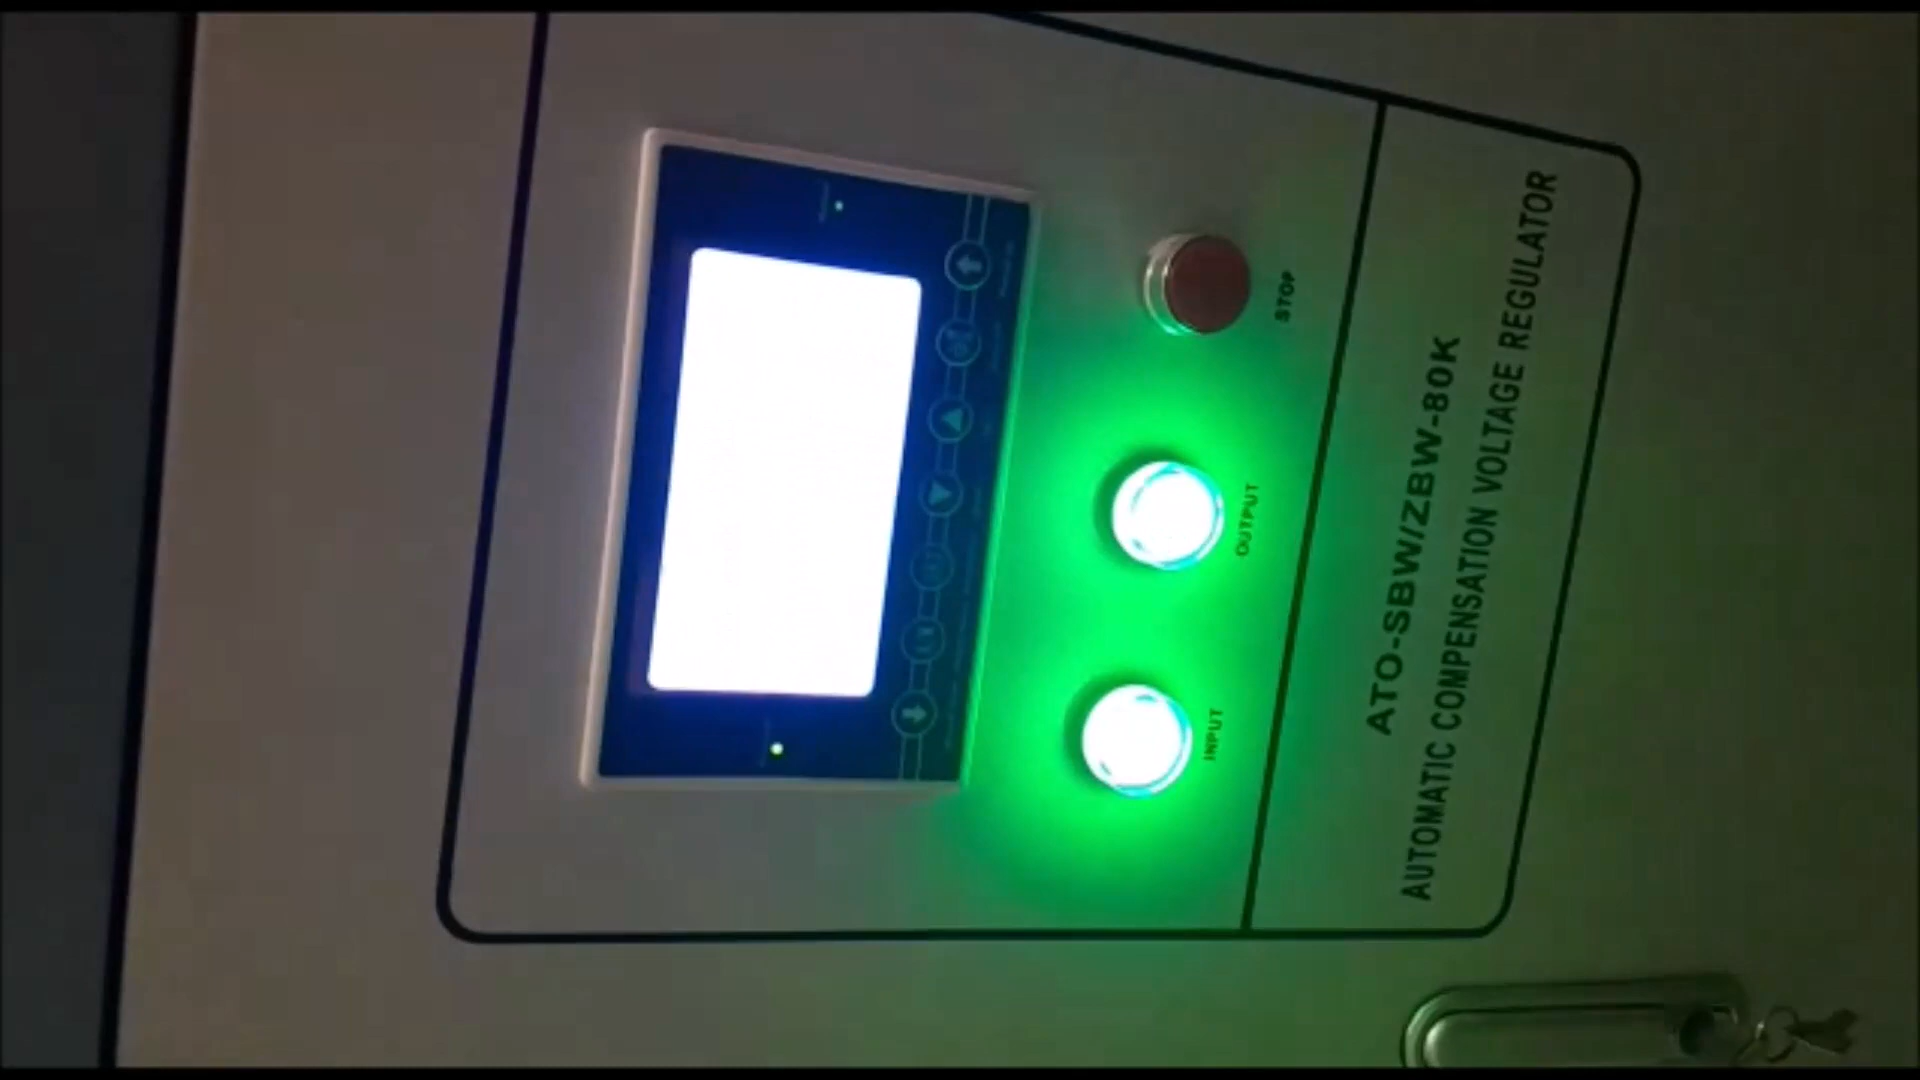 STOP
OUTPUT
INPUT
ATO-SBW/ZBW-80K
AUTOMATIC COMPENSATION VOLTAGE REGULATOR